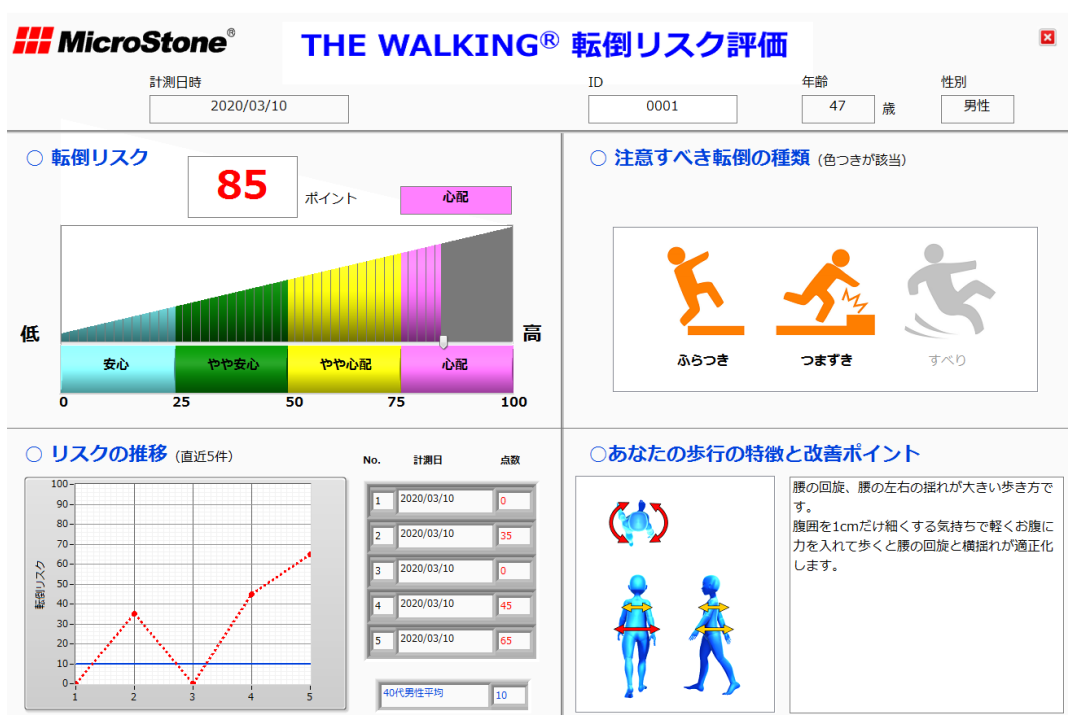 MicroStone®
THE WALKING® 転倒リスク評価
計測日時
2020/03/10
ID
0001
年齢
47 歳
性別
男性
○ 転倒リスク
85 ポイント
心配
低
高
安心 やや安心 やや心配 心配
0 25 50 75 100
○ 注意すべき転倒の種類 (色つきが該当)
ふらつき つまずき すべり
○ リスクの推移 (直近5件)
転倒リスク
100
90
80
70
60
50
40
30
20
10
0
1 2 3 4 5
No. 計測日 点数
1 2020/03/10 0
2 2020/03/10 35
3 2020/03/10 0
4 2020/03/10 45
5 2020/03/10 65
40代男性平均 10
○あなたの歩行の特徴と改善ポイント
腰の回旋、腰の左右の揺れが大きい歩き方で
す。
腹囲を1cmだけ細くする気持ちで軽くお腹に
力を入れて歩くと腰の回旋と横揺れが適正化
します。